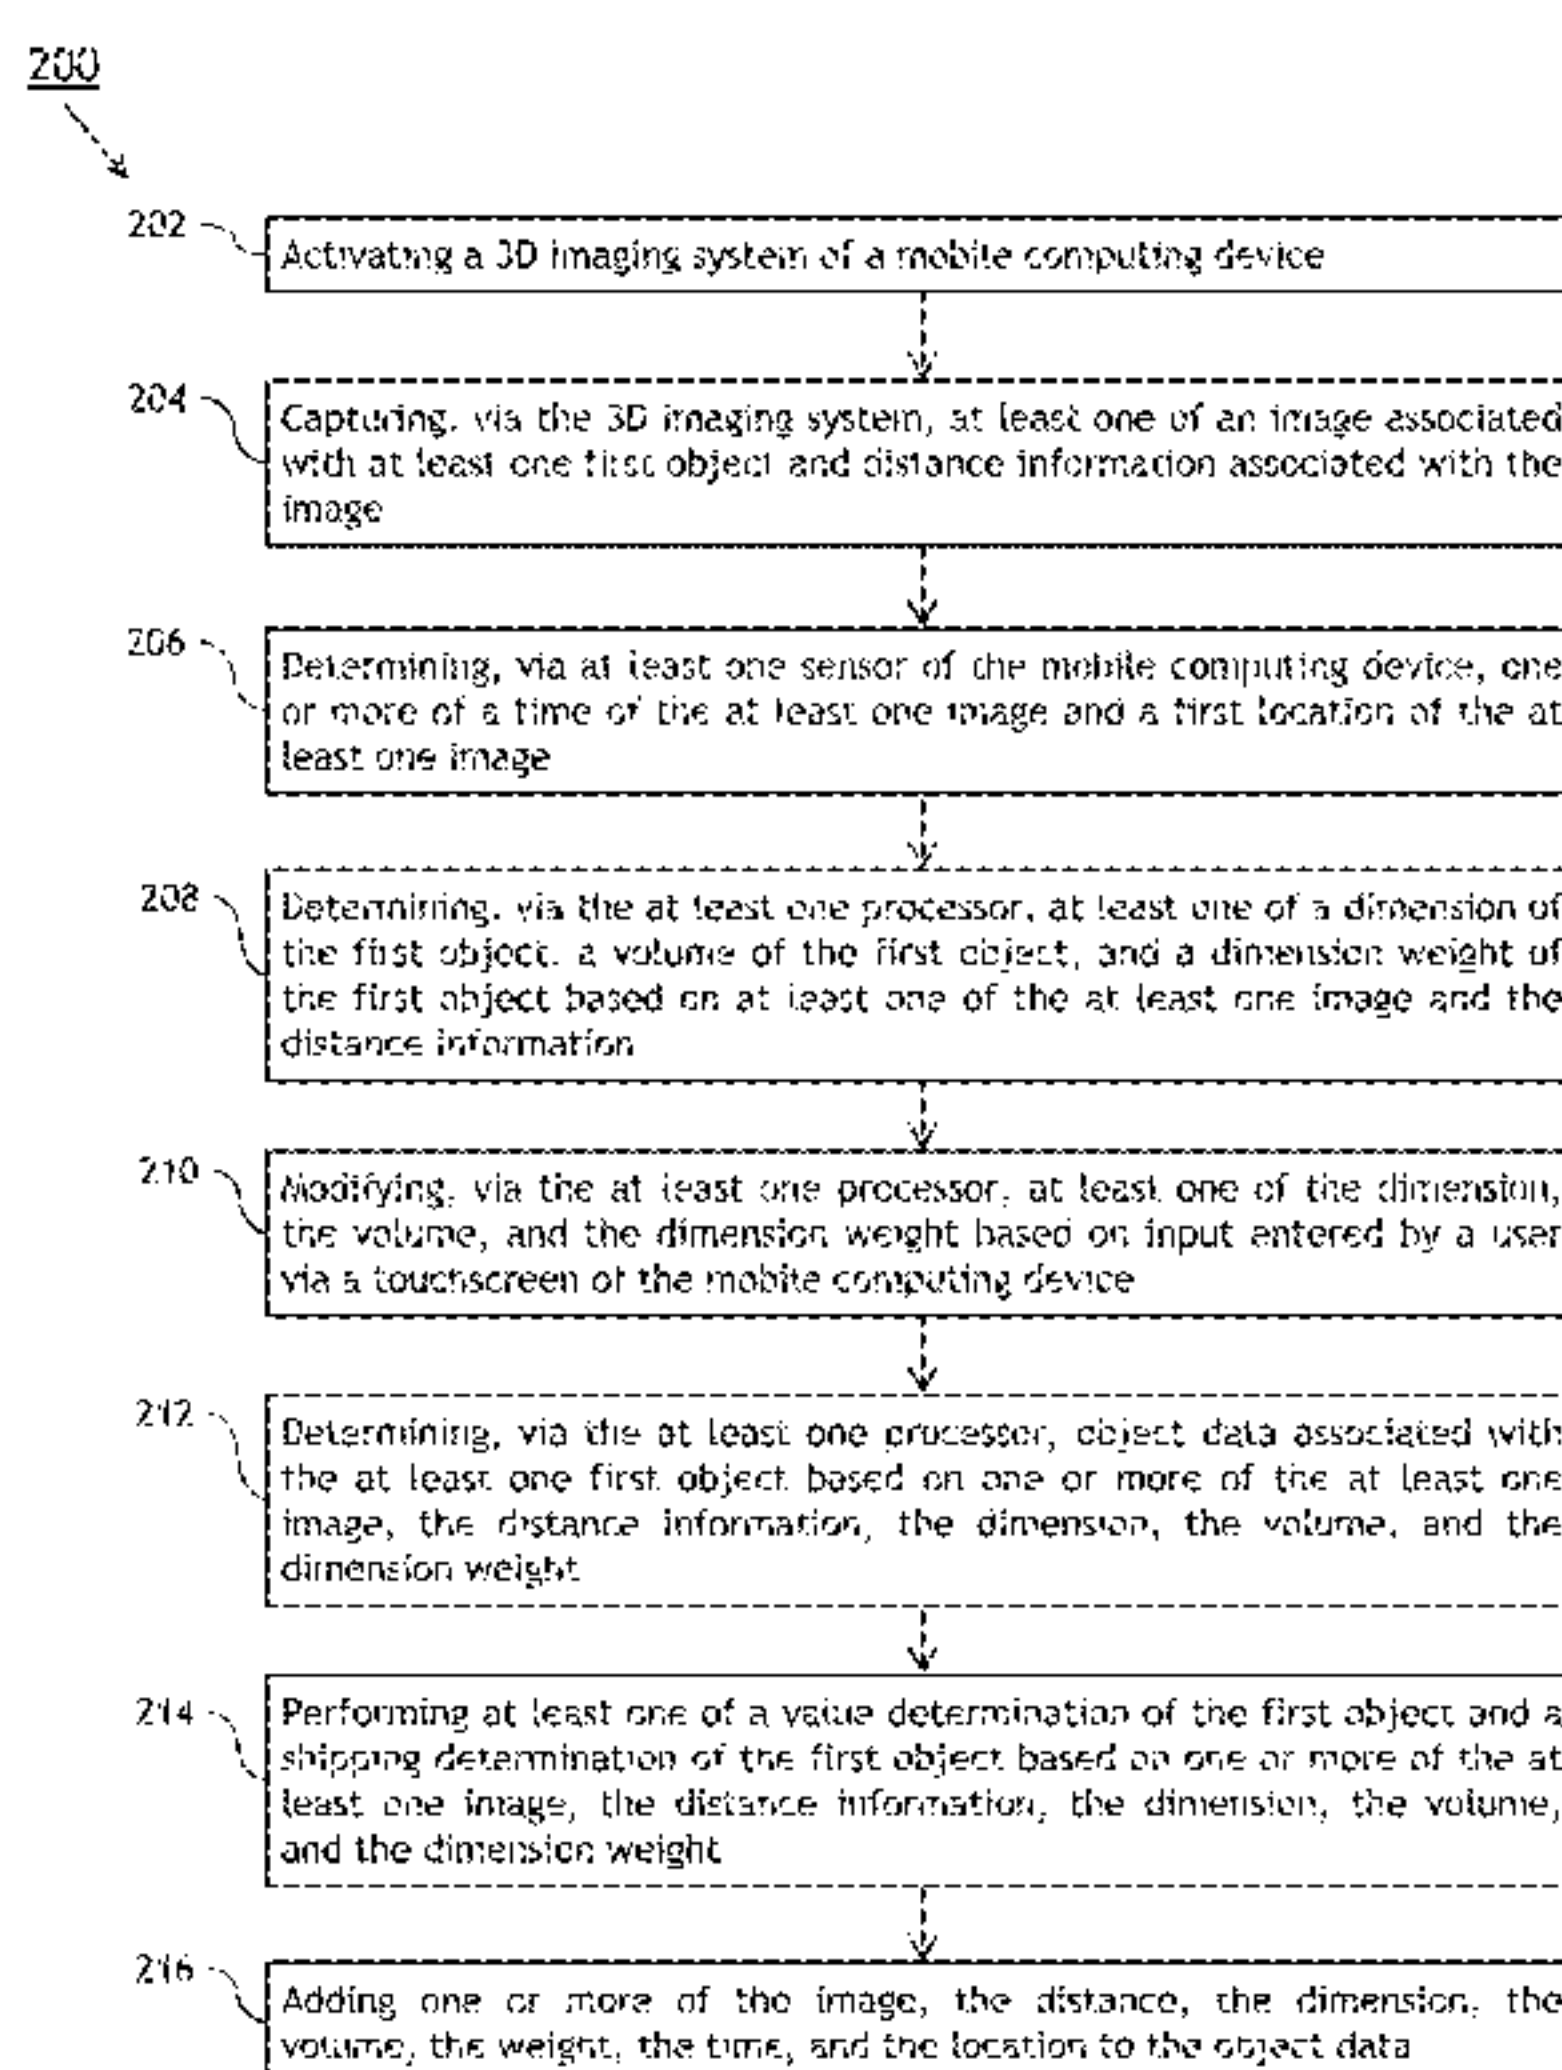 200
202
Activating a 3D imaging system of a mobile computing device
204
Capturing, via the 3D imaging system, at least one of an image associated
with at least one first object and distance information associated with the
image
206
Determining, via at least one sensor of the mobile computing device, one
or more of a time of the at least one image and a first location of the at
least one image
208
Determining, via the at least one processor, at least one of a dimension of
the first object, a volume of the first object, and a dimension weight of
the first object based on at least one of the at least one image and the
distance information
210
Modifying, via the at least one processor, at least one of the dimension,
the volume, and the dimension weight based on input entered by a user
via a touchscreen of the mobile computing device
212
Determining, via the at least one processor, object data associated with
the at least one first object based on one or more of the at least one
image, the distance information, the dimension, the volume, and the
dimension weight
214
Performing at least one of a value determination of the first object and a
shipping determination of the first object based on one or more of the at
least one image, the distance information, the dimension, the volume,
and the dimension weight
216
Adding one or more of the image, the distance, the dimension, the
volume, the weight, the time, and the location to the object data